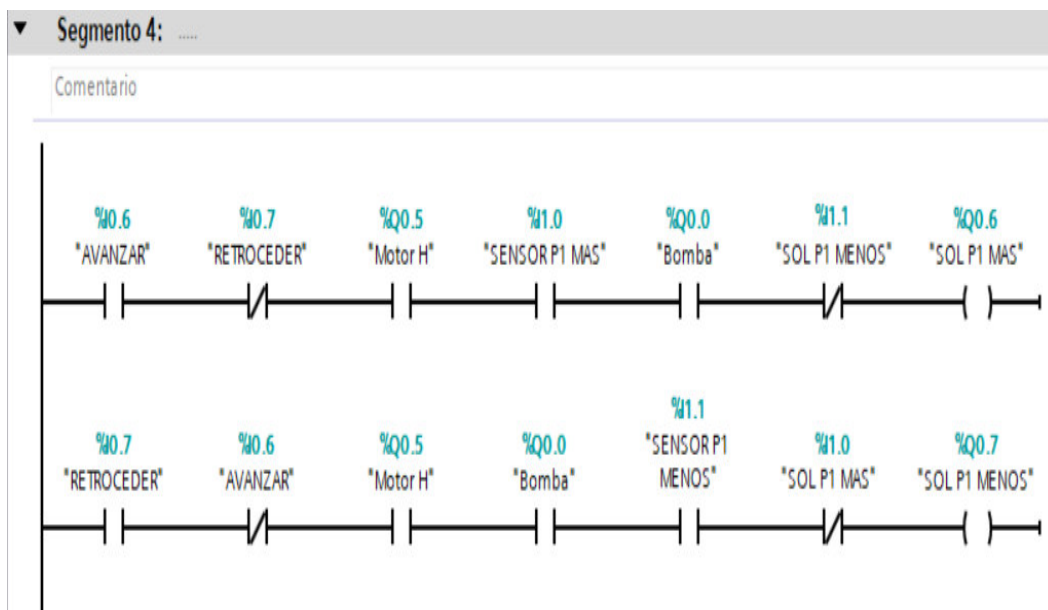 Segmento 4: .....
Comentario
%I0.6 %I0.7 %Q0.5 %I1.0 %Q0.0 %I1.1 %Q0.6
"AVANZAR" "RETROCEDER" "Motor H" "SENSOR P1 MAS" "Bomba" "SOL P1 MENOS" "SOL P1 MAS"
%I1.1
%I0.7 %I0.6 %Q0.5 %Q0.0 "SENSOR P1 %I1.0 %Q0.7
"RETROCEDER" "AVANZAR" "Motor H" "Bomba" MENOS" "SOL P1 MAS" "SOL P1 MENOS"